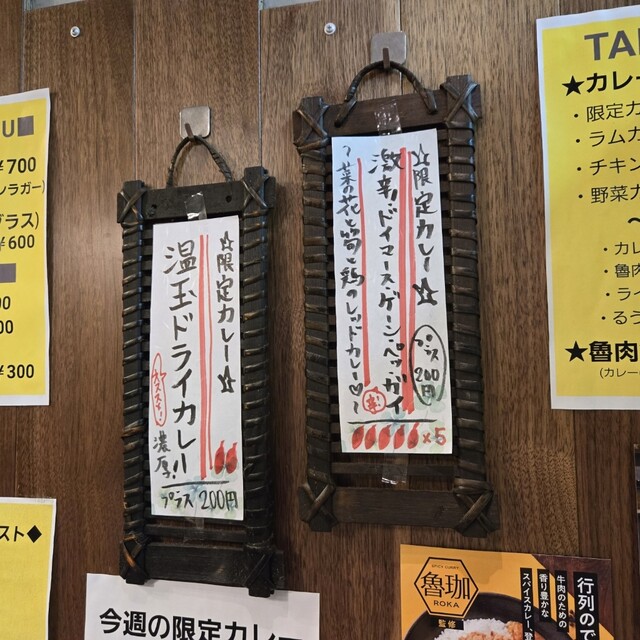 ☆限定カレー☆
温玉ドライカレー
オススメ!
濃厚!!
プラス200円
☆限定カレー☆
激辛!ドイマースゲーンペッガイ
プラス200円
~菜の花と筍と鶏のレッドカレー♡~
辛!
×5
U
¥700
ラガー)
グラス)
¥600
00
00
¥300
スト◆
今週の限定カレー
SPICY CURRY
魯珈
ROKA
監修
行列ので
牛肉のための
香り豊かな
スパイスカレー、
TA
★カレー
・限定カ
・ラムカ
・チキン
・野菜カ
~
・カレ
・魯肉
・ライ
・るう
★魯肉
(カレー